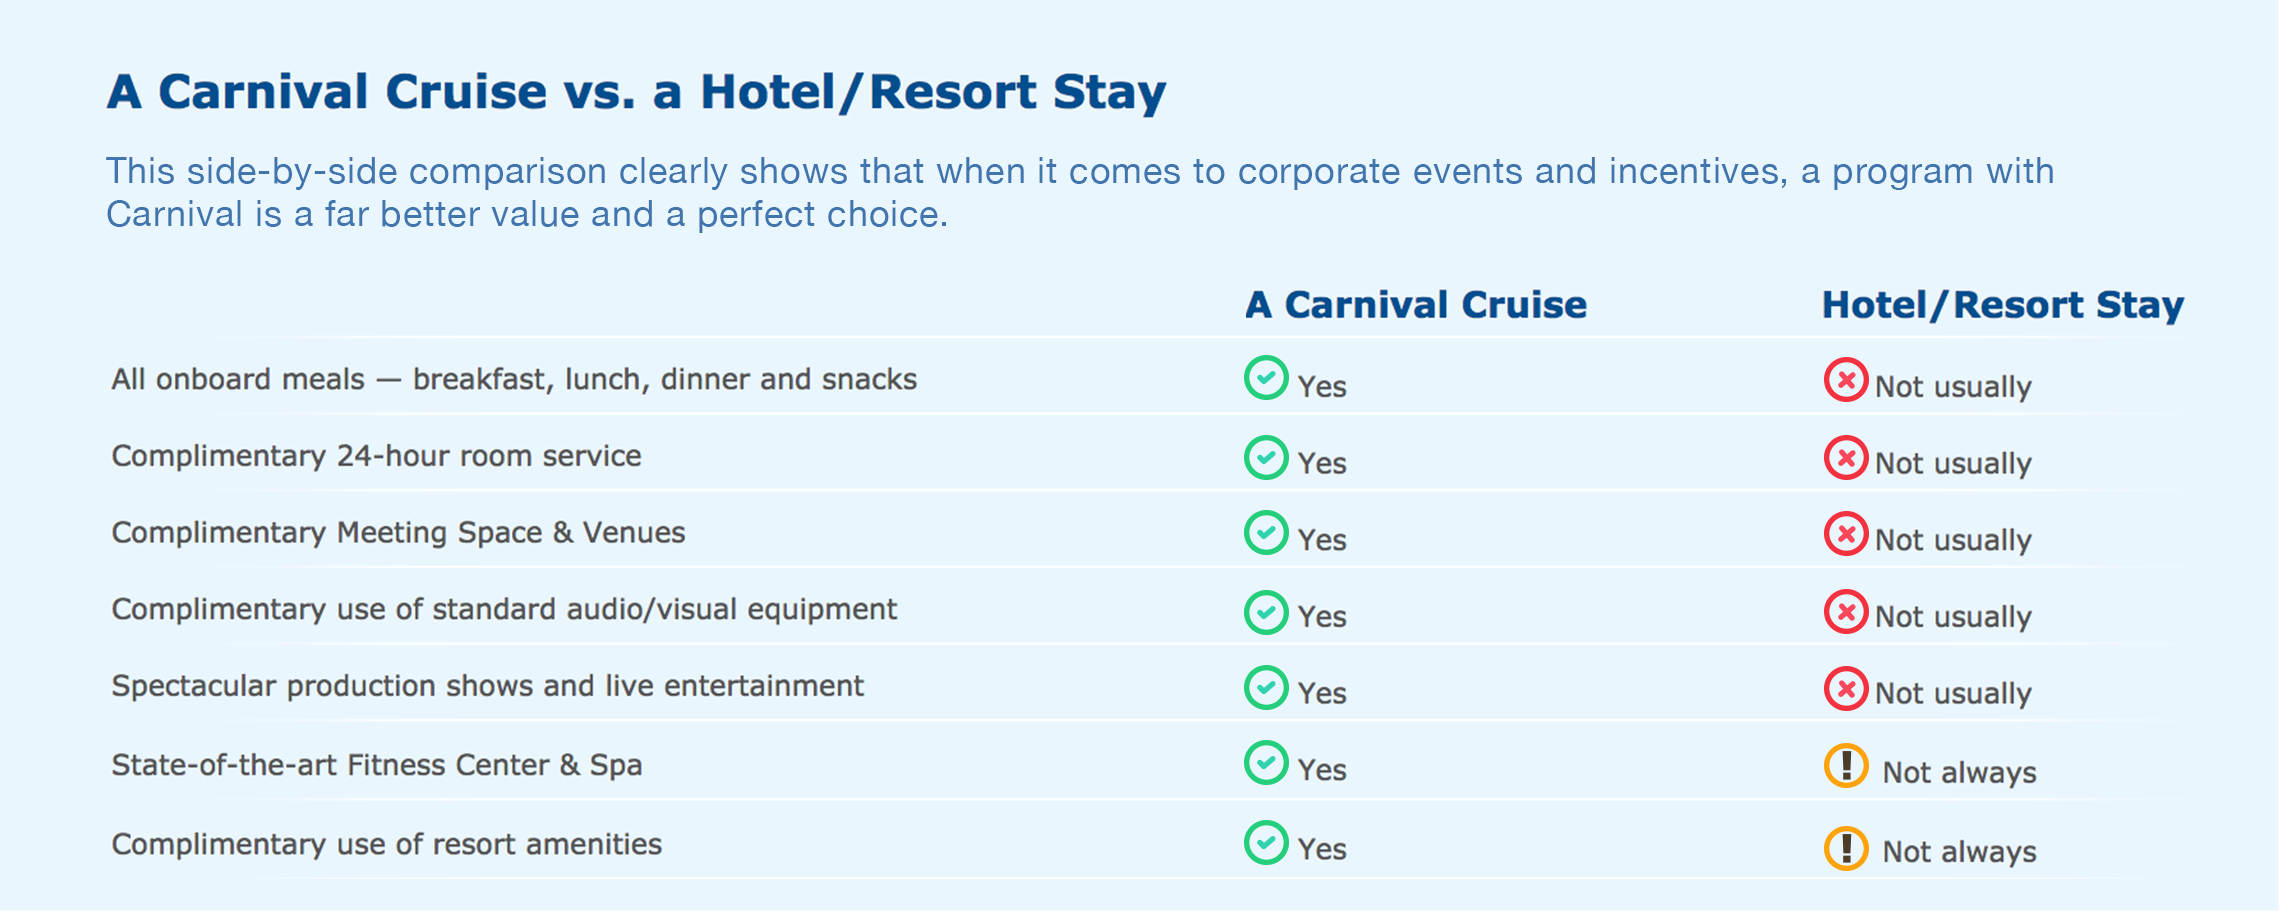 A Carnival Cruise vs. a Hotel/Resort Stay
This side-by-side comparison clearly shows that when it comes to corporate events and incentives, a program with
Carnival is a far better value and a perfect choice.
A Carnival Cruise Hotel/Resort Stay
All onboard meals — breakfast, lunch, dinner and snacks Yes Not usually
Complimentary 24-hour room service Yes Not usually
Complimentary Meeting Space & Venues Yes Not usually
Complimentary use of standard audio/visual equipment Yes Not usually
Spectacular production shows and live entertainment Yes Not usually
State-of-the-art Fitness Center & Spa Yes Not always
Complimentary use of resort amenities Yes Not always